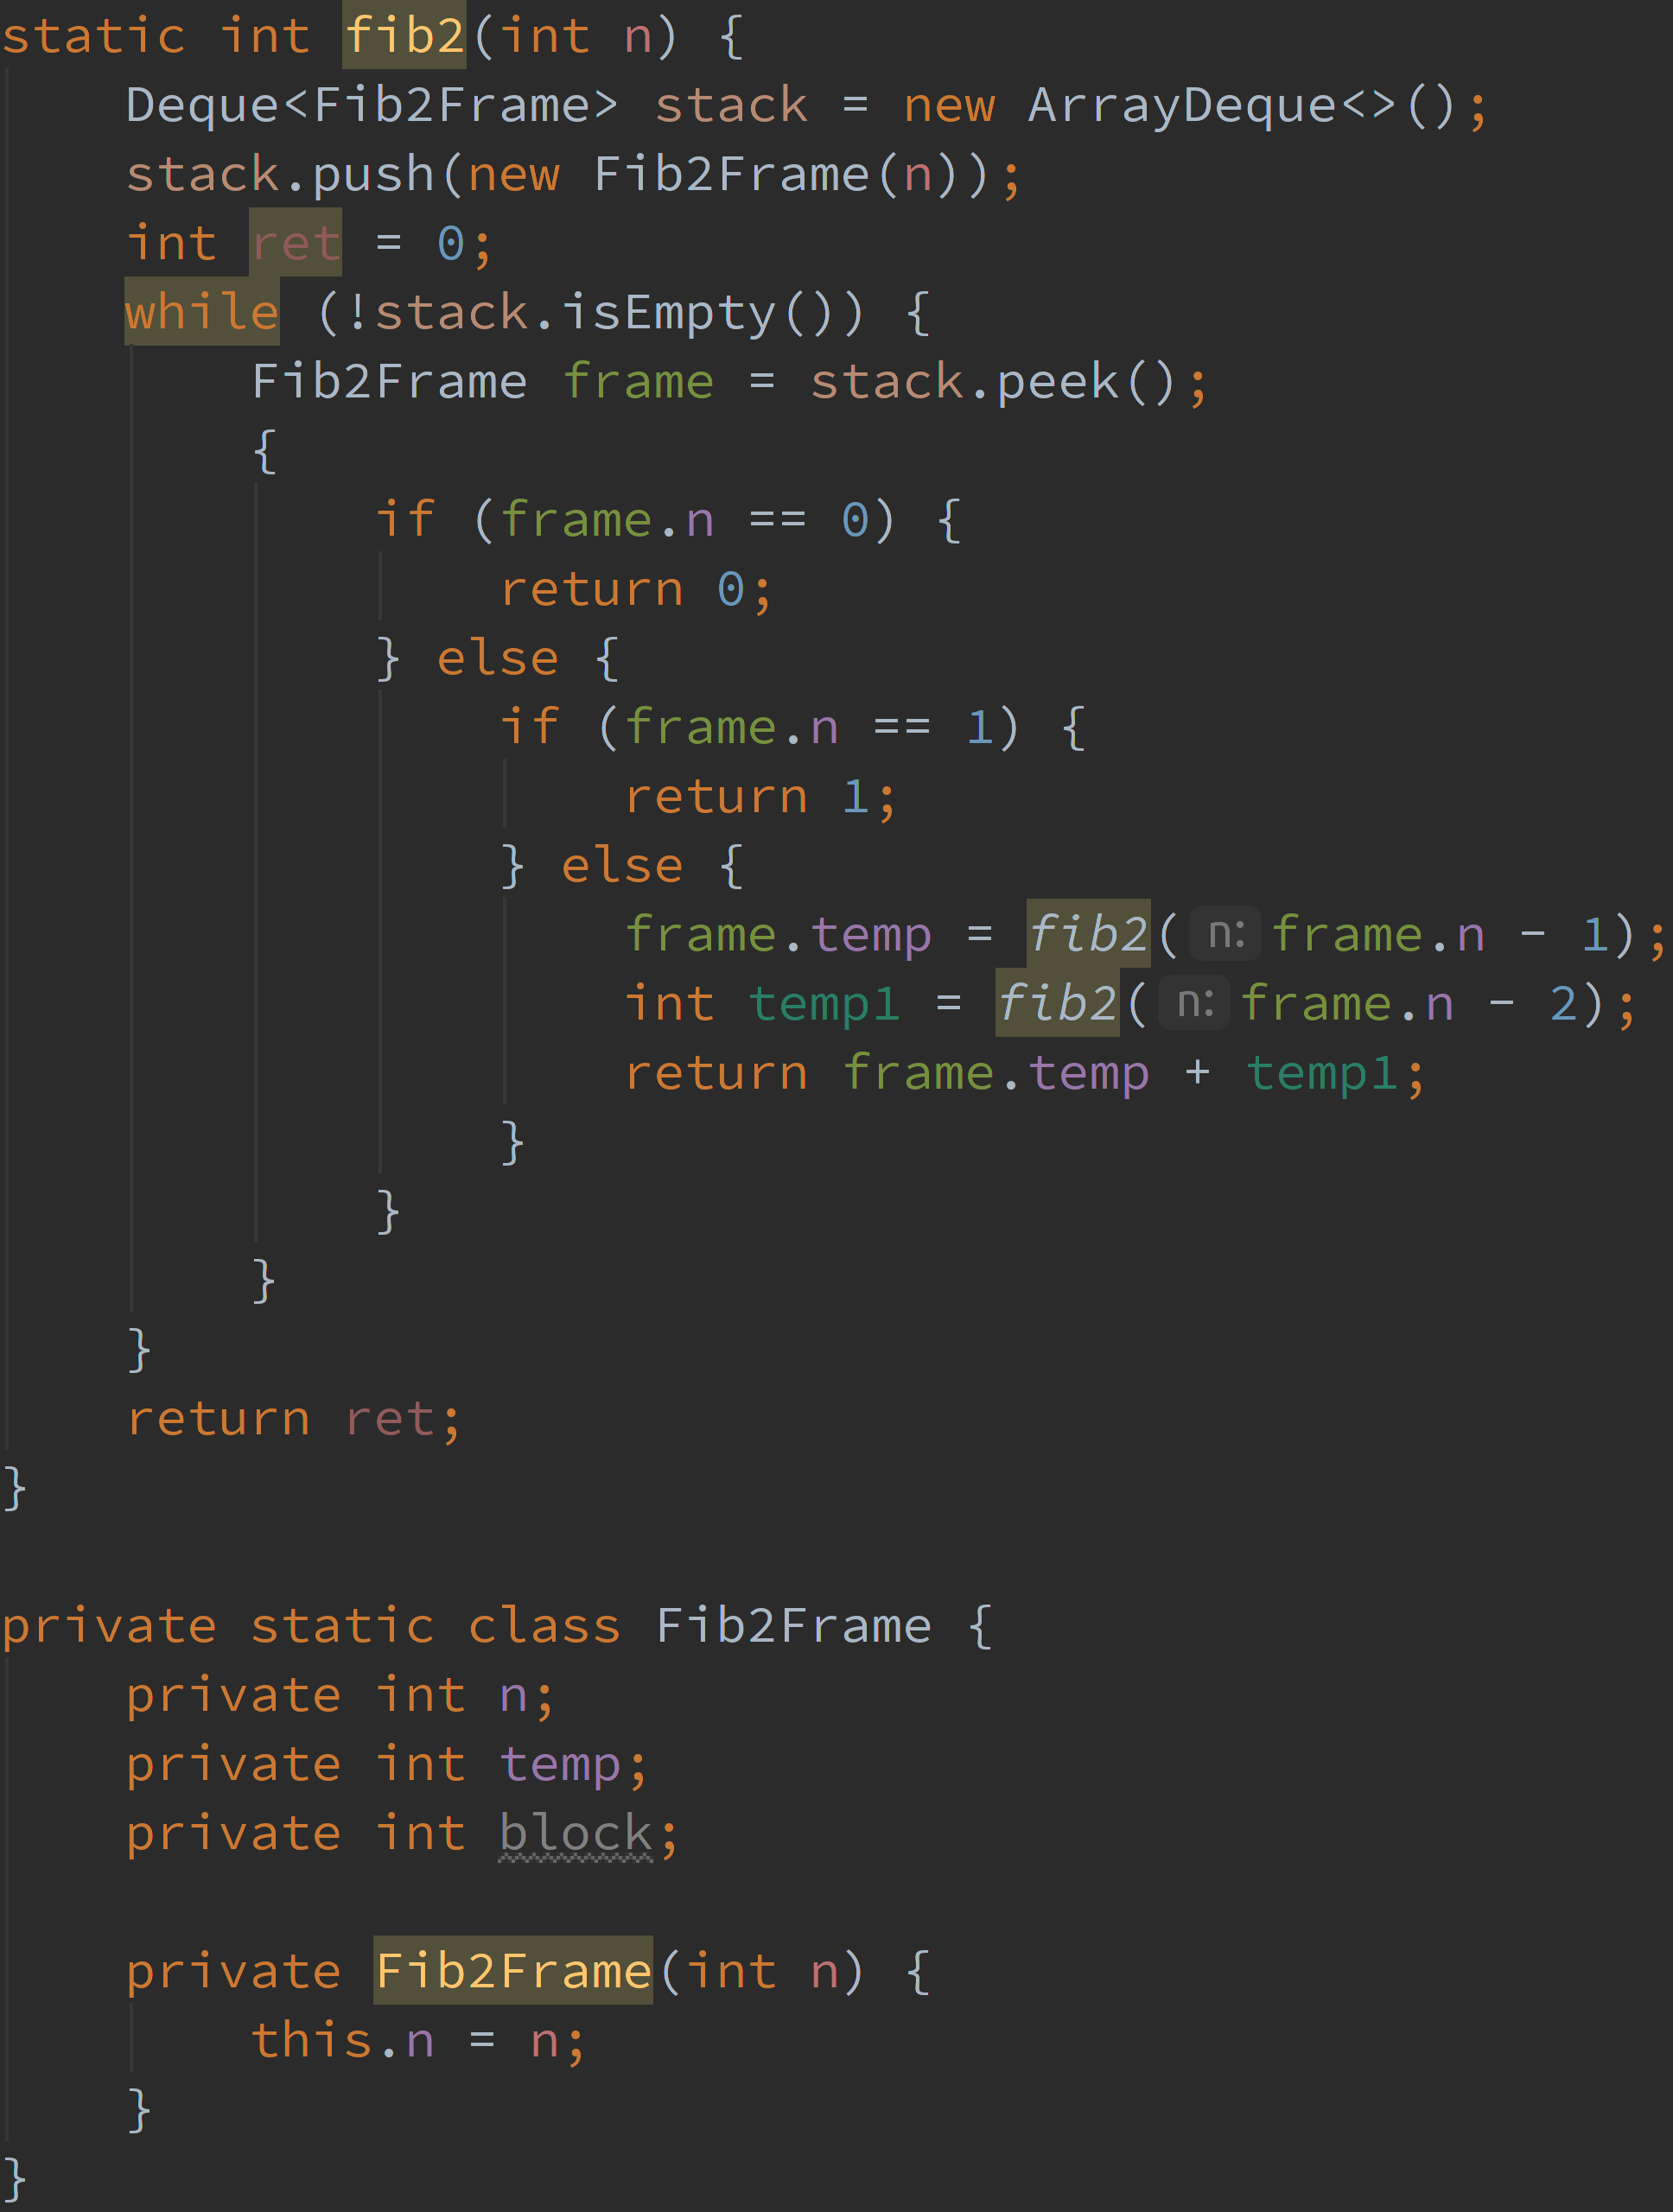 static int fib2(int n) {
    Deque<Fib2Frame> stack = new ArrayDeque<>();
    stack.push(new Fib2Frame(n));
    int ret = 0;
    while (!stack.isEmpty()) {
        Fib2Frame frame = stack.peek();
        {
            if (frame.n == 0) {
                return 0;
            } else {
                if (frame.n == 1) {
                    return 1;
                } else {
                    frame.temp = fib2( n: frame.n - 1);
                    int temp1 = fib2( n: frame.n - 2);
                    return frame.temp + temp1;
                }
            }
        }
    }
    return ret;
}

private static class Fib2Frame {
    private int n;
    private int temp;
    private int block;

    private Fib2Frame(int n) {
        this.n = n;
    }
}